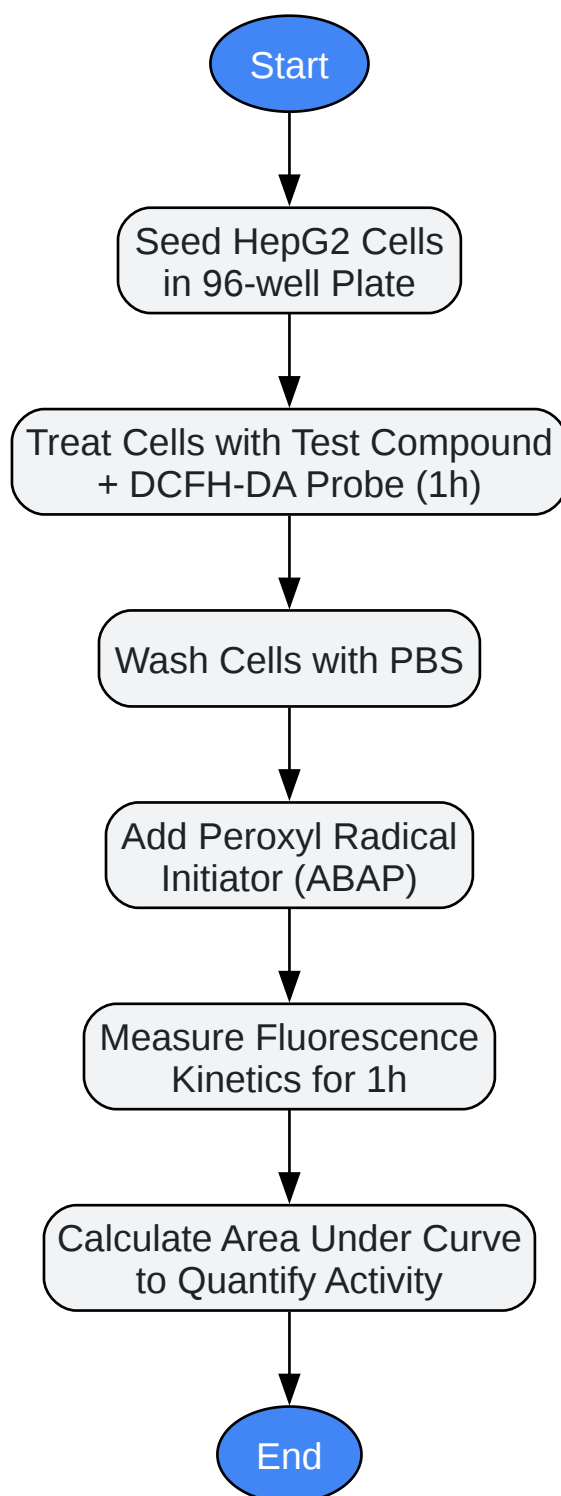 Start
Seed HepG2 Cells
in 96-well Plate
Treat Cells with Test Compound
+ DCFH-DA Probe (1h)
Wash Cells with PBS
Add Peroxyl Radical
Initiator (ABAP)
Measure Fluorescence
Kinetics for 1h
Calculate Area Under Curve
to Quantify Activity
End